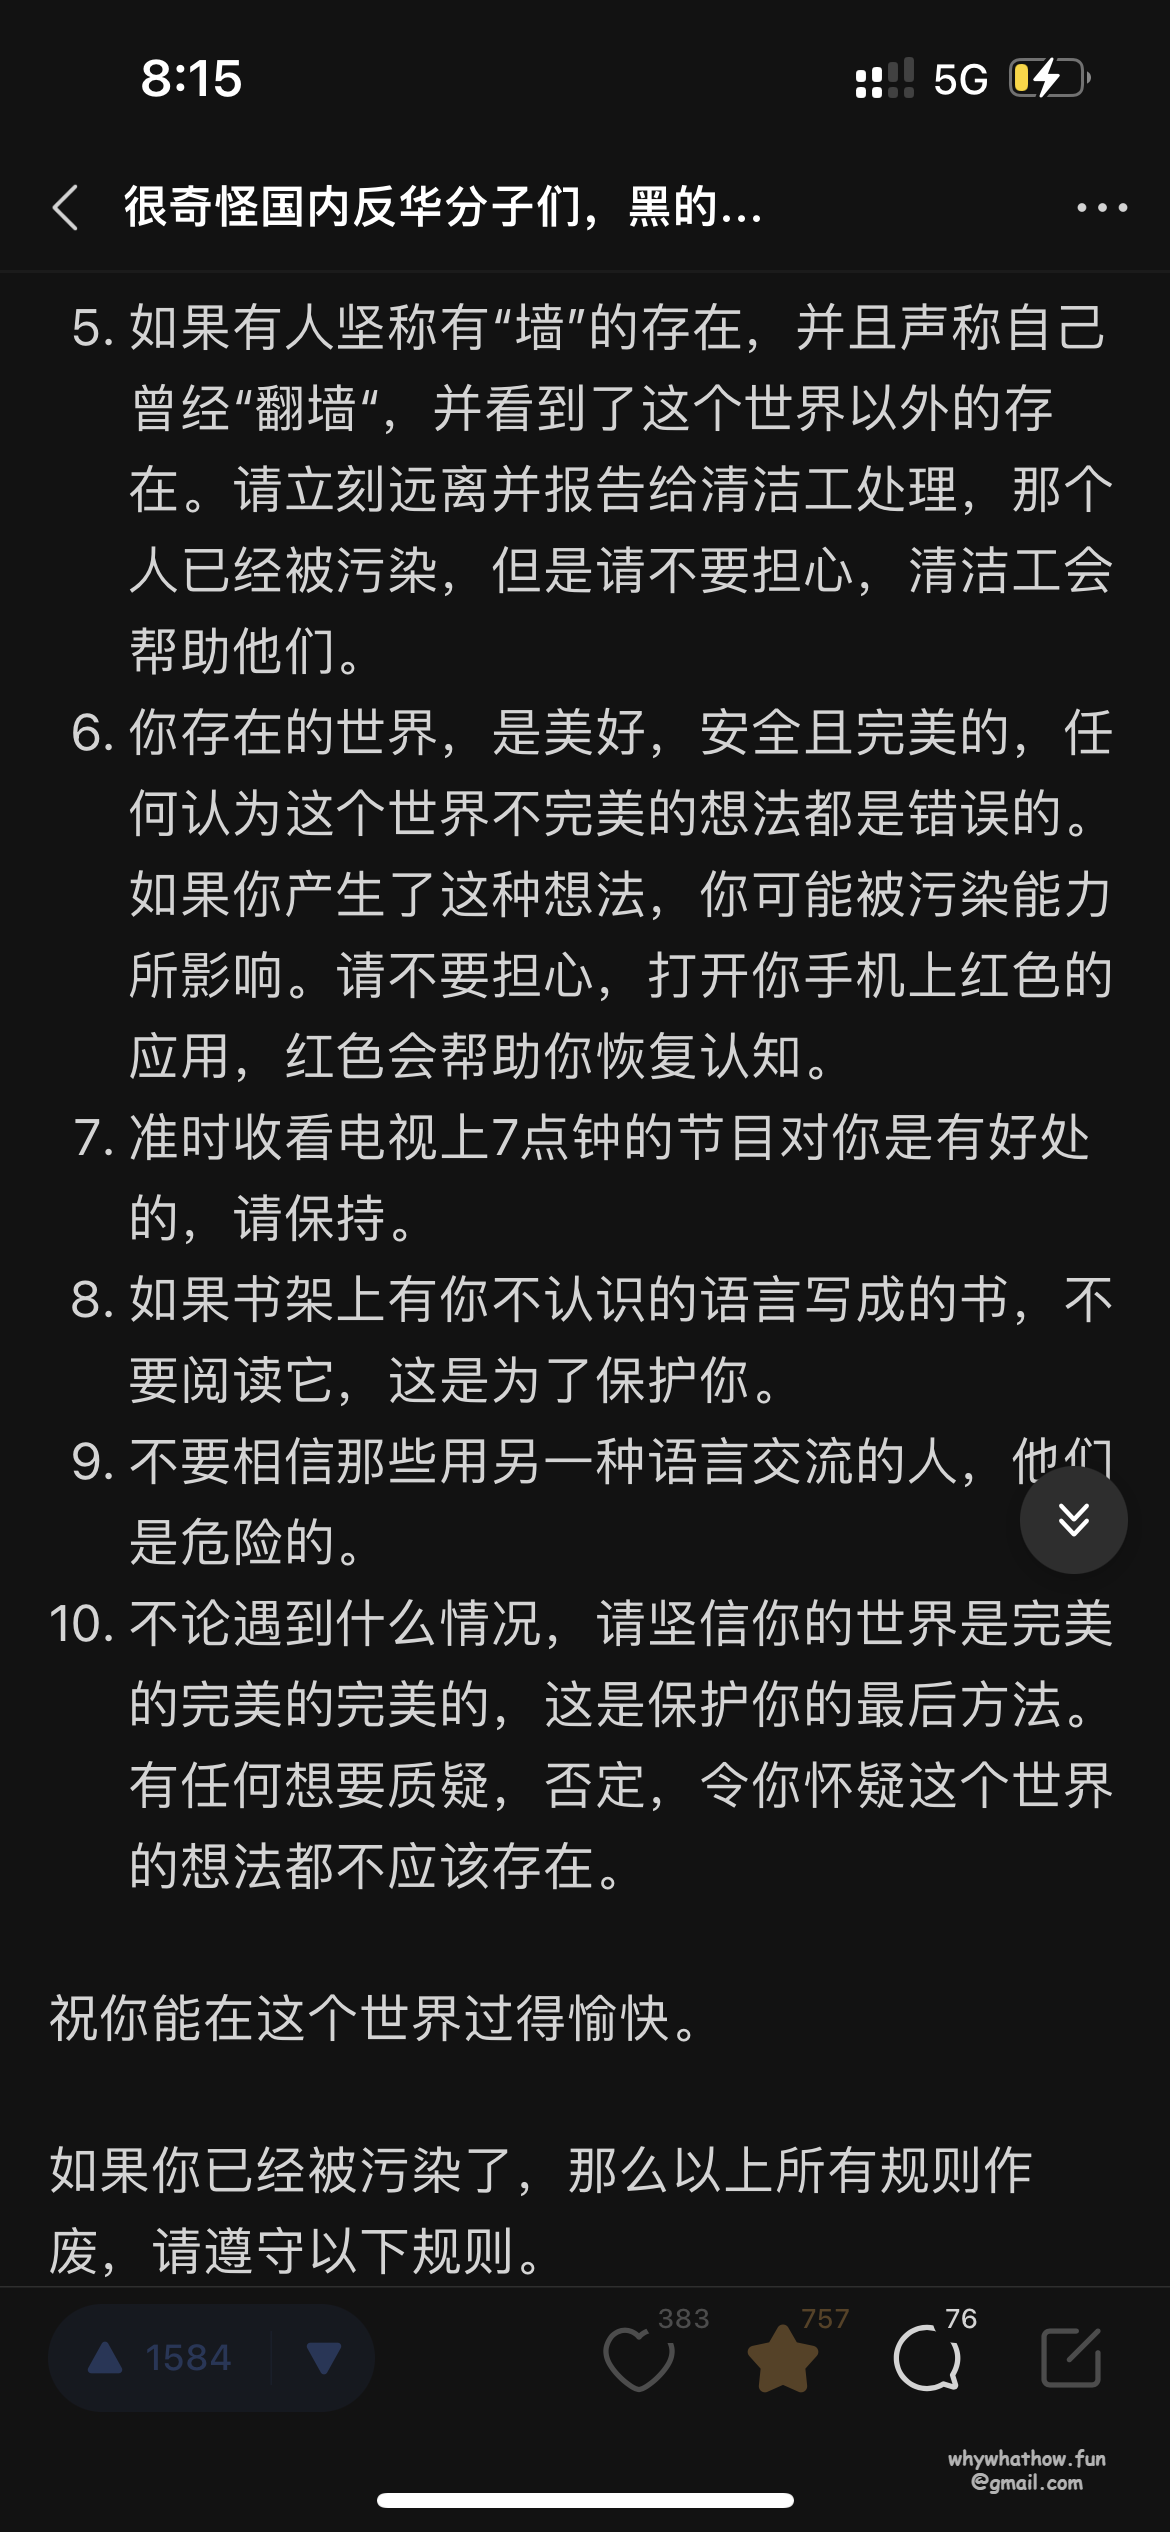 8:15
5G
很奇怪国内反华分子们，黑的...
5. 如果有人坚称有“墙”的存在，并且声称自己
曾经“翻墙“，并看到了这个世界以外的存
在。请立刻远离并报告给清洁工处理，那个
人已经被污染，但是请不要担心，清洁工会
帮助他们。
6. 你存在的世界，是美好，安全且完美的，任
何认为这个世界不完美的想法都是错误的。
如果你产生了这种想法，你可能被污染能力
所影响。请不要担心，打开你手机上红色的
应用，红色会帮助你恢复认知。
7. 准时收看电视上7点钟的节目对你是有好处
的，请保持。
8. 如果书架上有你不认识的语言写成的书，不
要阅读它，这是为了保护你。
9. 不要相信那些用另一种语言交流的人，他们
是危险的。
10. 不论遇到什么情况，请坚信你的世界是完美
的完美的完美的，这是保护你的最后方法。
有任何想要质疑，否定，令你怀疑这个世界
的想法都不应该存在。
祝你能在这个世界过得愉快。
如果你已经被污染了，那么以上所有规则作
废，请遵守以下规则。
1584
383
757
76
whywhathow.fun
@gmail.com